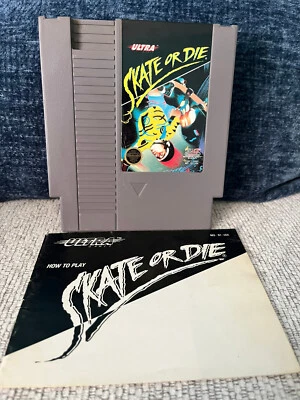 ULTRA
SKATE OR DIE
ULTRA
HOW TO PLAY
SKATE OR DIE